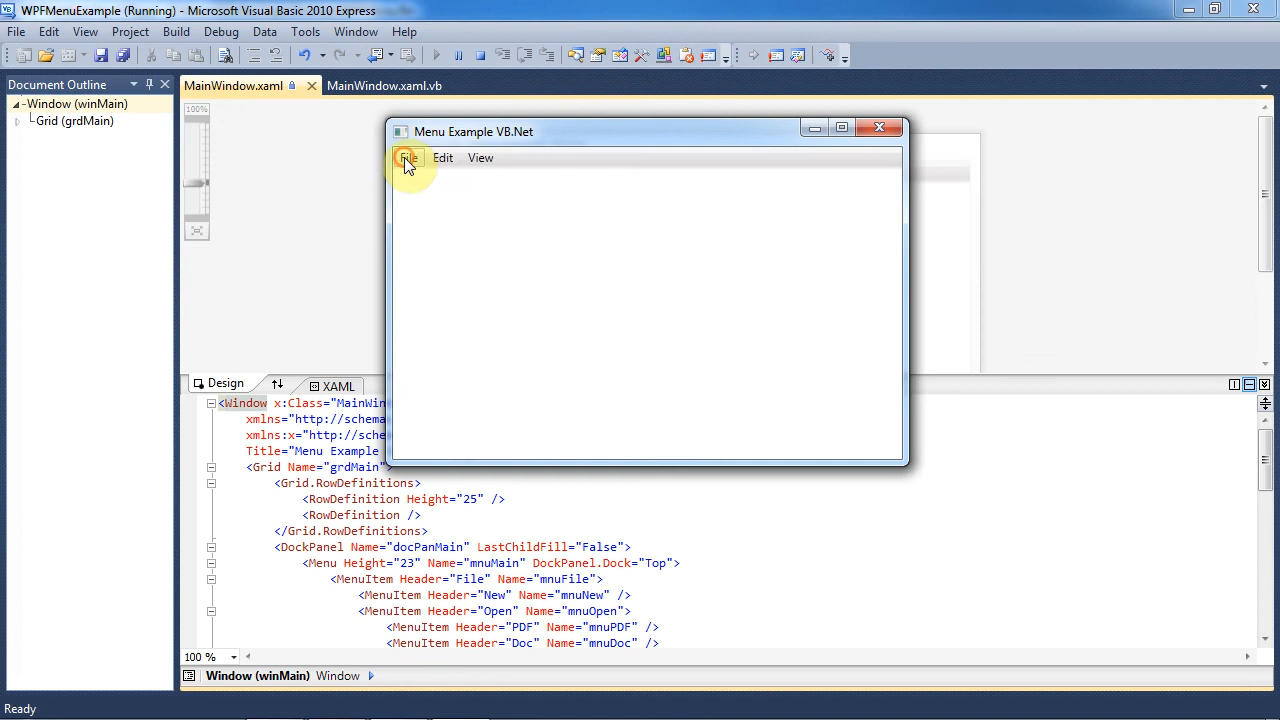 WPFMenuExample (Running) - Microsoft Visual Basic 2010 Express
File Edit View Project Build Debug Data Tools Window Help
Document Outline
Window (winMain)
Grid (grdMain)
MainWindow.xaml
MainWindow.xaml.vb
100%
Menu Example VB.Net
File Edit View
Design
XAML
<Window x:Class="MainWin
xmlns="http://schema
xmlns:x="http://sche
Title="Menu Example
<Grid Name="grdMain">
<Grid.RowDefinitions>
<RowDefinition Height="25" />
<RowDefinition />
</Grid.RowDefinitions>
<DockPanel Name="docPanMain" LastChildFill="False">
<Menu Height="23" Name="mnuMain" DockPanel.Dock="Top">
<MenuItem Header="File" Name="mnuFile">
<MenuItem Header="New" Name="mnuNew" />
<MenuItem Header="Open" Name="mnuOpen">
<MenuItem Header="PDF" Name="mnuPDF" />
<MenuItem Header="Doc" Name="mnuDoc" />
100 %
Window (winMain) Window
Ready